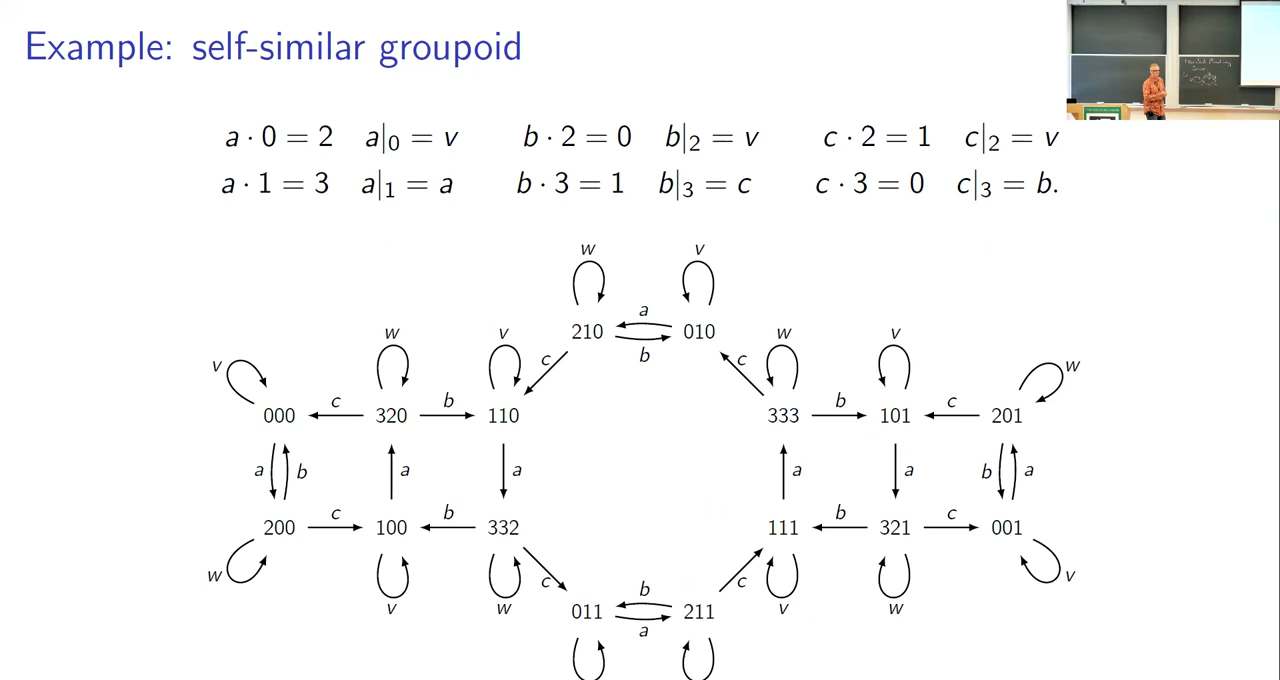 Example: self-similar groupoid
a · 0 = 2 a|₀ = v b · 2 = 0 b|₂ = v c · 2 = 1 c|₂ = v
a · 1 = 3 a|₁ = a b · 3 = 1 b|₃ = c c · 3 = 0 c|₃ = b.
w v
a
210 010
b
w v c c w v
v w
c b b c
000 320 110 333 101 201
a b a a a a b a
c b b c
200 100 332 111 321 001
w c b c v
v w a v w
011 211